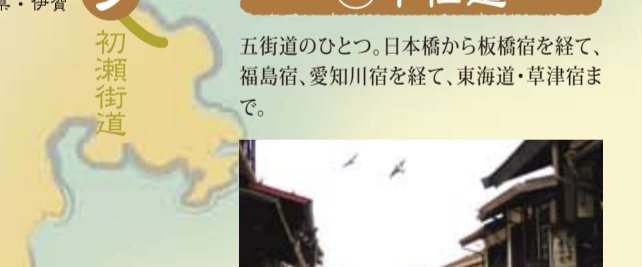 県・伊賀
初瀬街道
五街道のひとつ。日本橋から板橋宿を経て、
福島宿、愛知川宿を経て、東海道・草津宿ま
で。